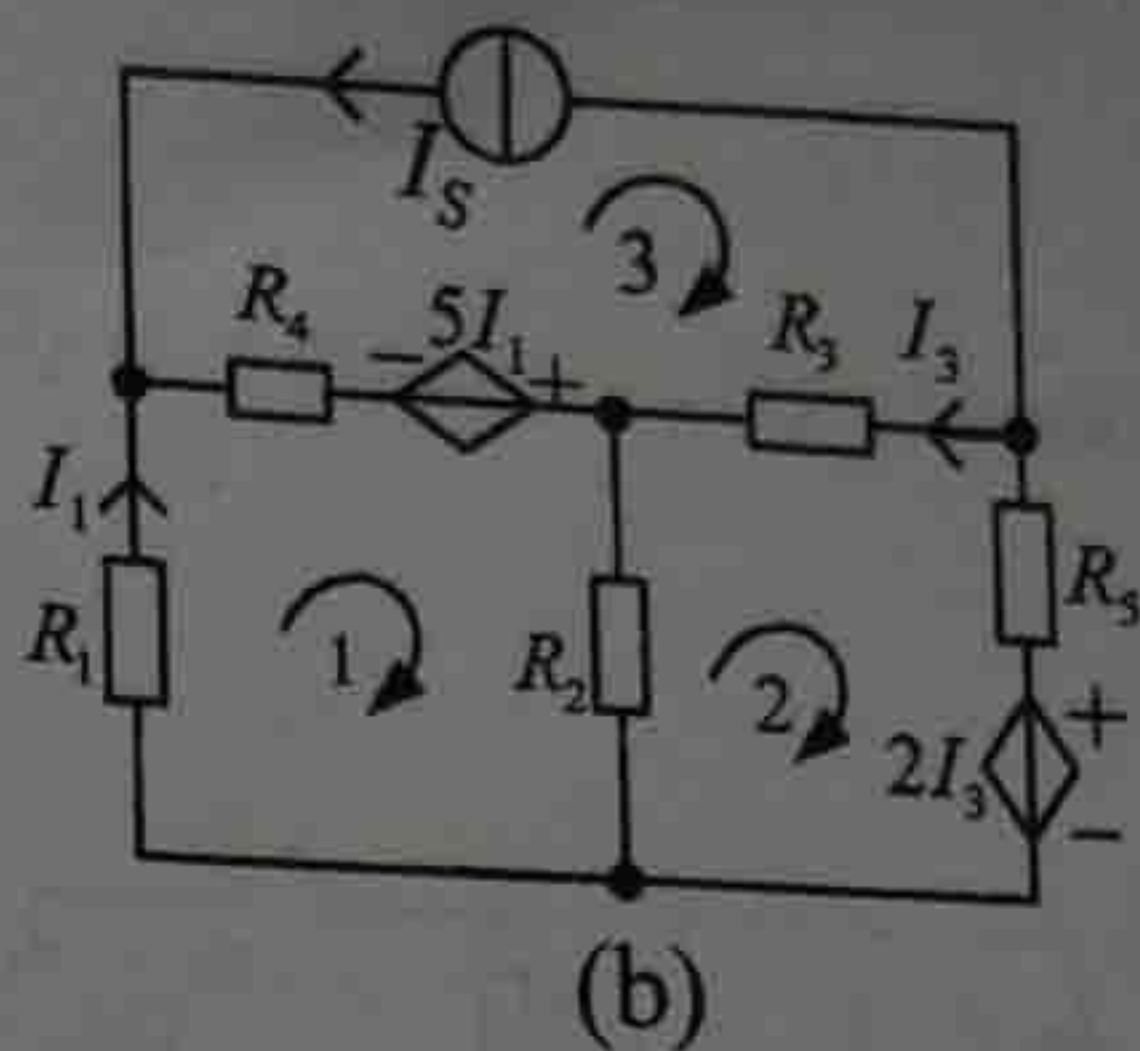 I_S
3
R_4
- 5I_1 +
R_3
I_3
I_1
R_1
1
R_2
2
R_5
2I_3
+
-
(b)